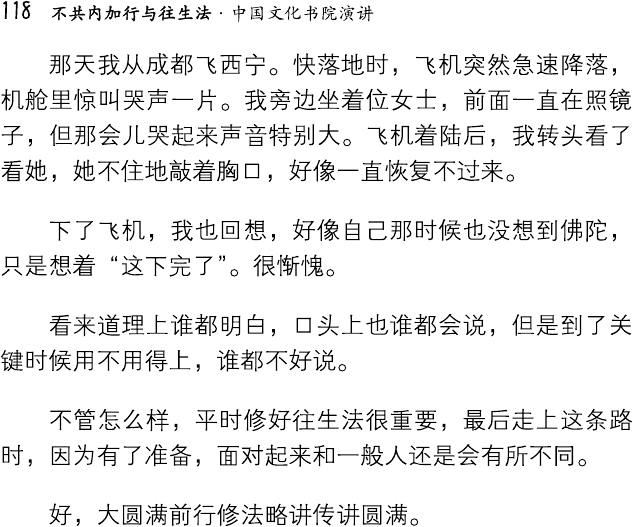 118 不共内加行与往生法·中国文化书院演讲
那天我从成都飞西宁。快落地时，飞机突然急速降落，
机舱里惊叫哭声一片。我旁边坐着位女士，前面一直在照镜
子，但那会儿哭起来声音特别大。飞机着陆后，我转头看了
看她，她不住地敲着胸口，好像一直恢复不过来。
下了飞机，我也回想，好像自己那时候也没想到佛陀，
只是想着“这下完了”。很惭愧。
看来道理上谁都明白，口头上也谁都会说，但是到了关
键时候用不用得上，谁都不好说。
不管怎么样，平时修好往生法很重要，最后走上这条路
时，因为有了准备，面对起来和一般人还是会有所不同。
好，大圆满前行修法略讲传讲圆满。